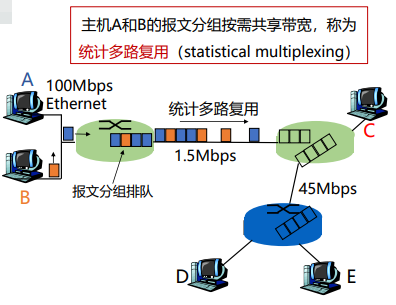 主机A和B的报文分组按需共享带宽，称为
统计多路复用（statistical multiplexing）
A
100Mbps
Ethernet
统计多路复用
C
B
1.5Mbps
报文分组排队
45Mbps
D
E